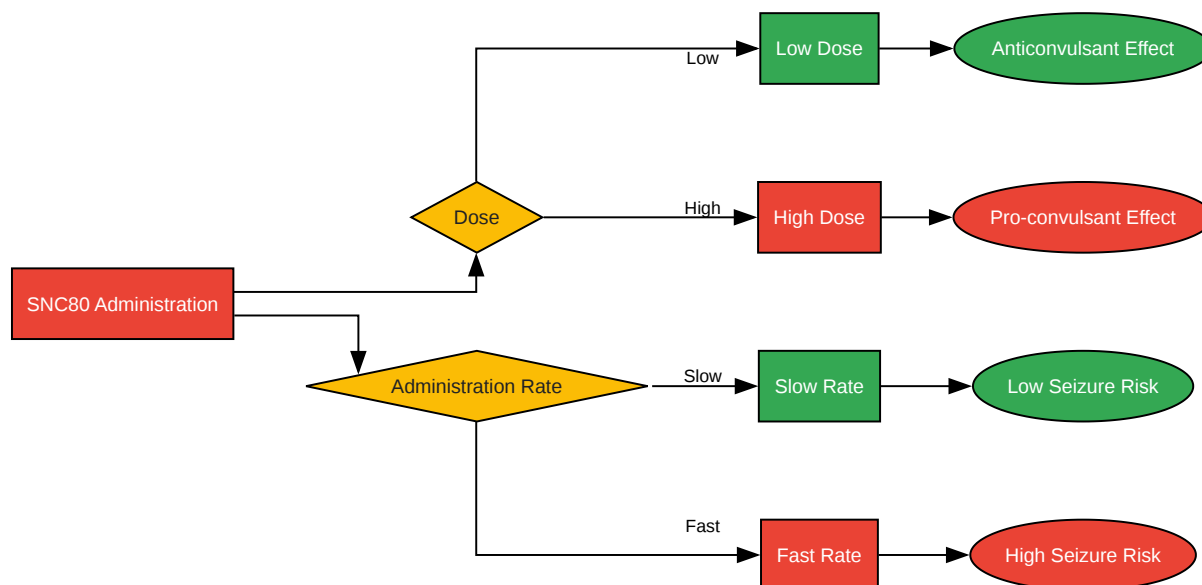 Low Dose
Anticonvulsant Effect
Low
Dose
High
High Dose
Pro-convulsant Effect
SNC80 Administration
Administration Rate
Slow
Slow Rate
Low Seizure Risk
Fast
Fast Rate
High Seizure Risk